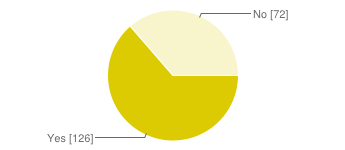 No [72]
Yes [126]